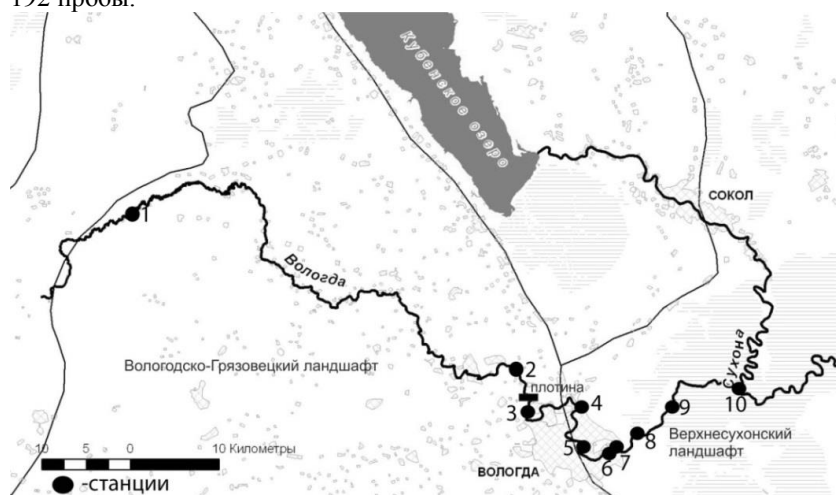 192 пробы.
Кубенское озеро
СОКОЛ
1
Вологда
Сухона
Вологодско-Грязовецкий ландшафт
2
плотина
3
4
5
6
7
8
9
10
Верхнесухонский
ландшафт
ВОЛОГДА
10 5 0 10 Километры
-станции